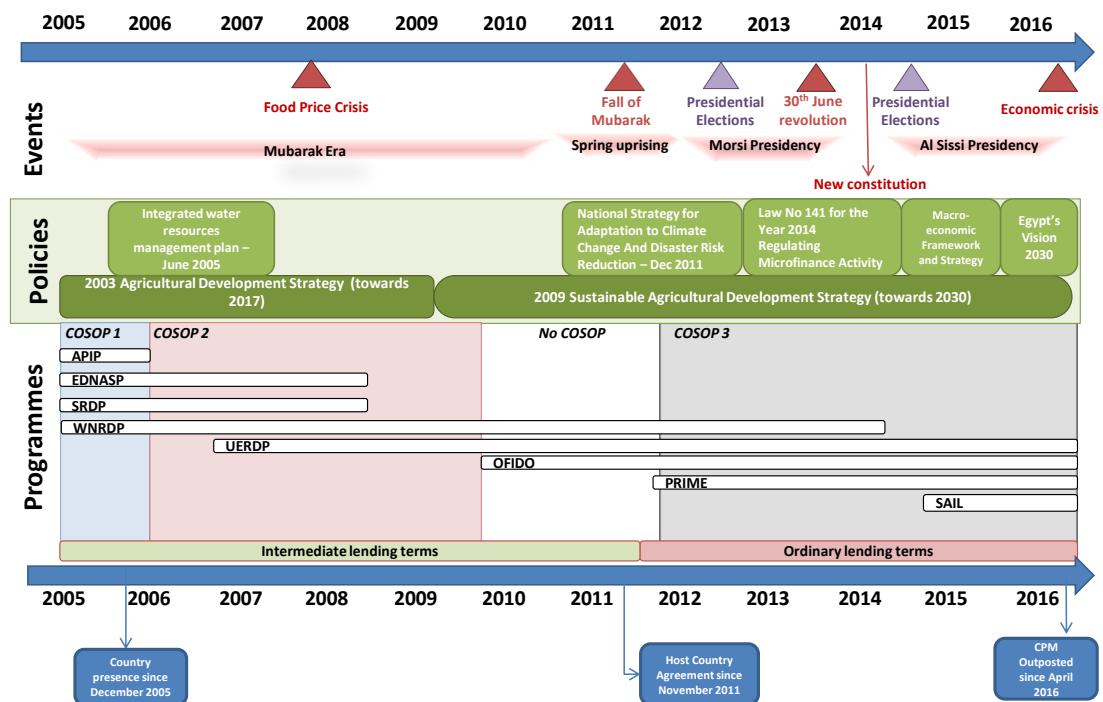 2005 2006 2007 2008 2009 2010 2011 2012 2013 2014 2015 2016
Events
Food Price Crisis
Fall of
Mubarak
Presidential
Elections
30th June
revolution
Presidential
Elections
Economic crisis
Mubarak Era
Spring uprising
Morsi Presidency
Al Sissi Presidency
New constitution
Policies
Integrated water
resources
management plan –
June 2005
National Strategy for
Adaptation to Climate
Change And Disaster Risk
Reduction – Dec 2011
Law No 141 for the
Year 2014
Regulating
Microfinance Activity
Macro-
economic
Framework
and Strategy
Egypt's
Vision
2030
2003 Agricultural Development Strategy (towards
2017)
2009 Sustainable Agricultural Development Strategy (towards 2030)
Programmes
COSOP 1
COSOP 2
No COSOP
COSOP 3
APIP
EDNASP
SRDP
WNRDP
UERDP
OFIDO
PRIME
SAIL
Intermediate lending terms
Ordinary lending terms
2005 2006 2007 2008 2009 2010 2011 2012 2013 2014 2015 2016
Country
presence since
December 2005
Host Country
Agreement since
November 2011
CPM
Outposted
since April
2016